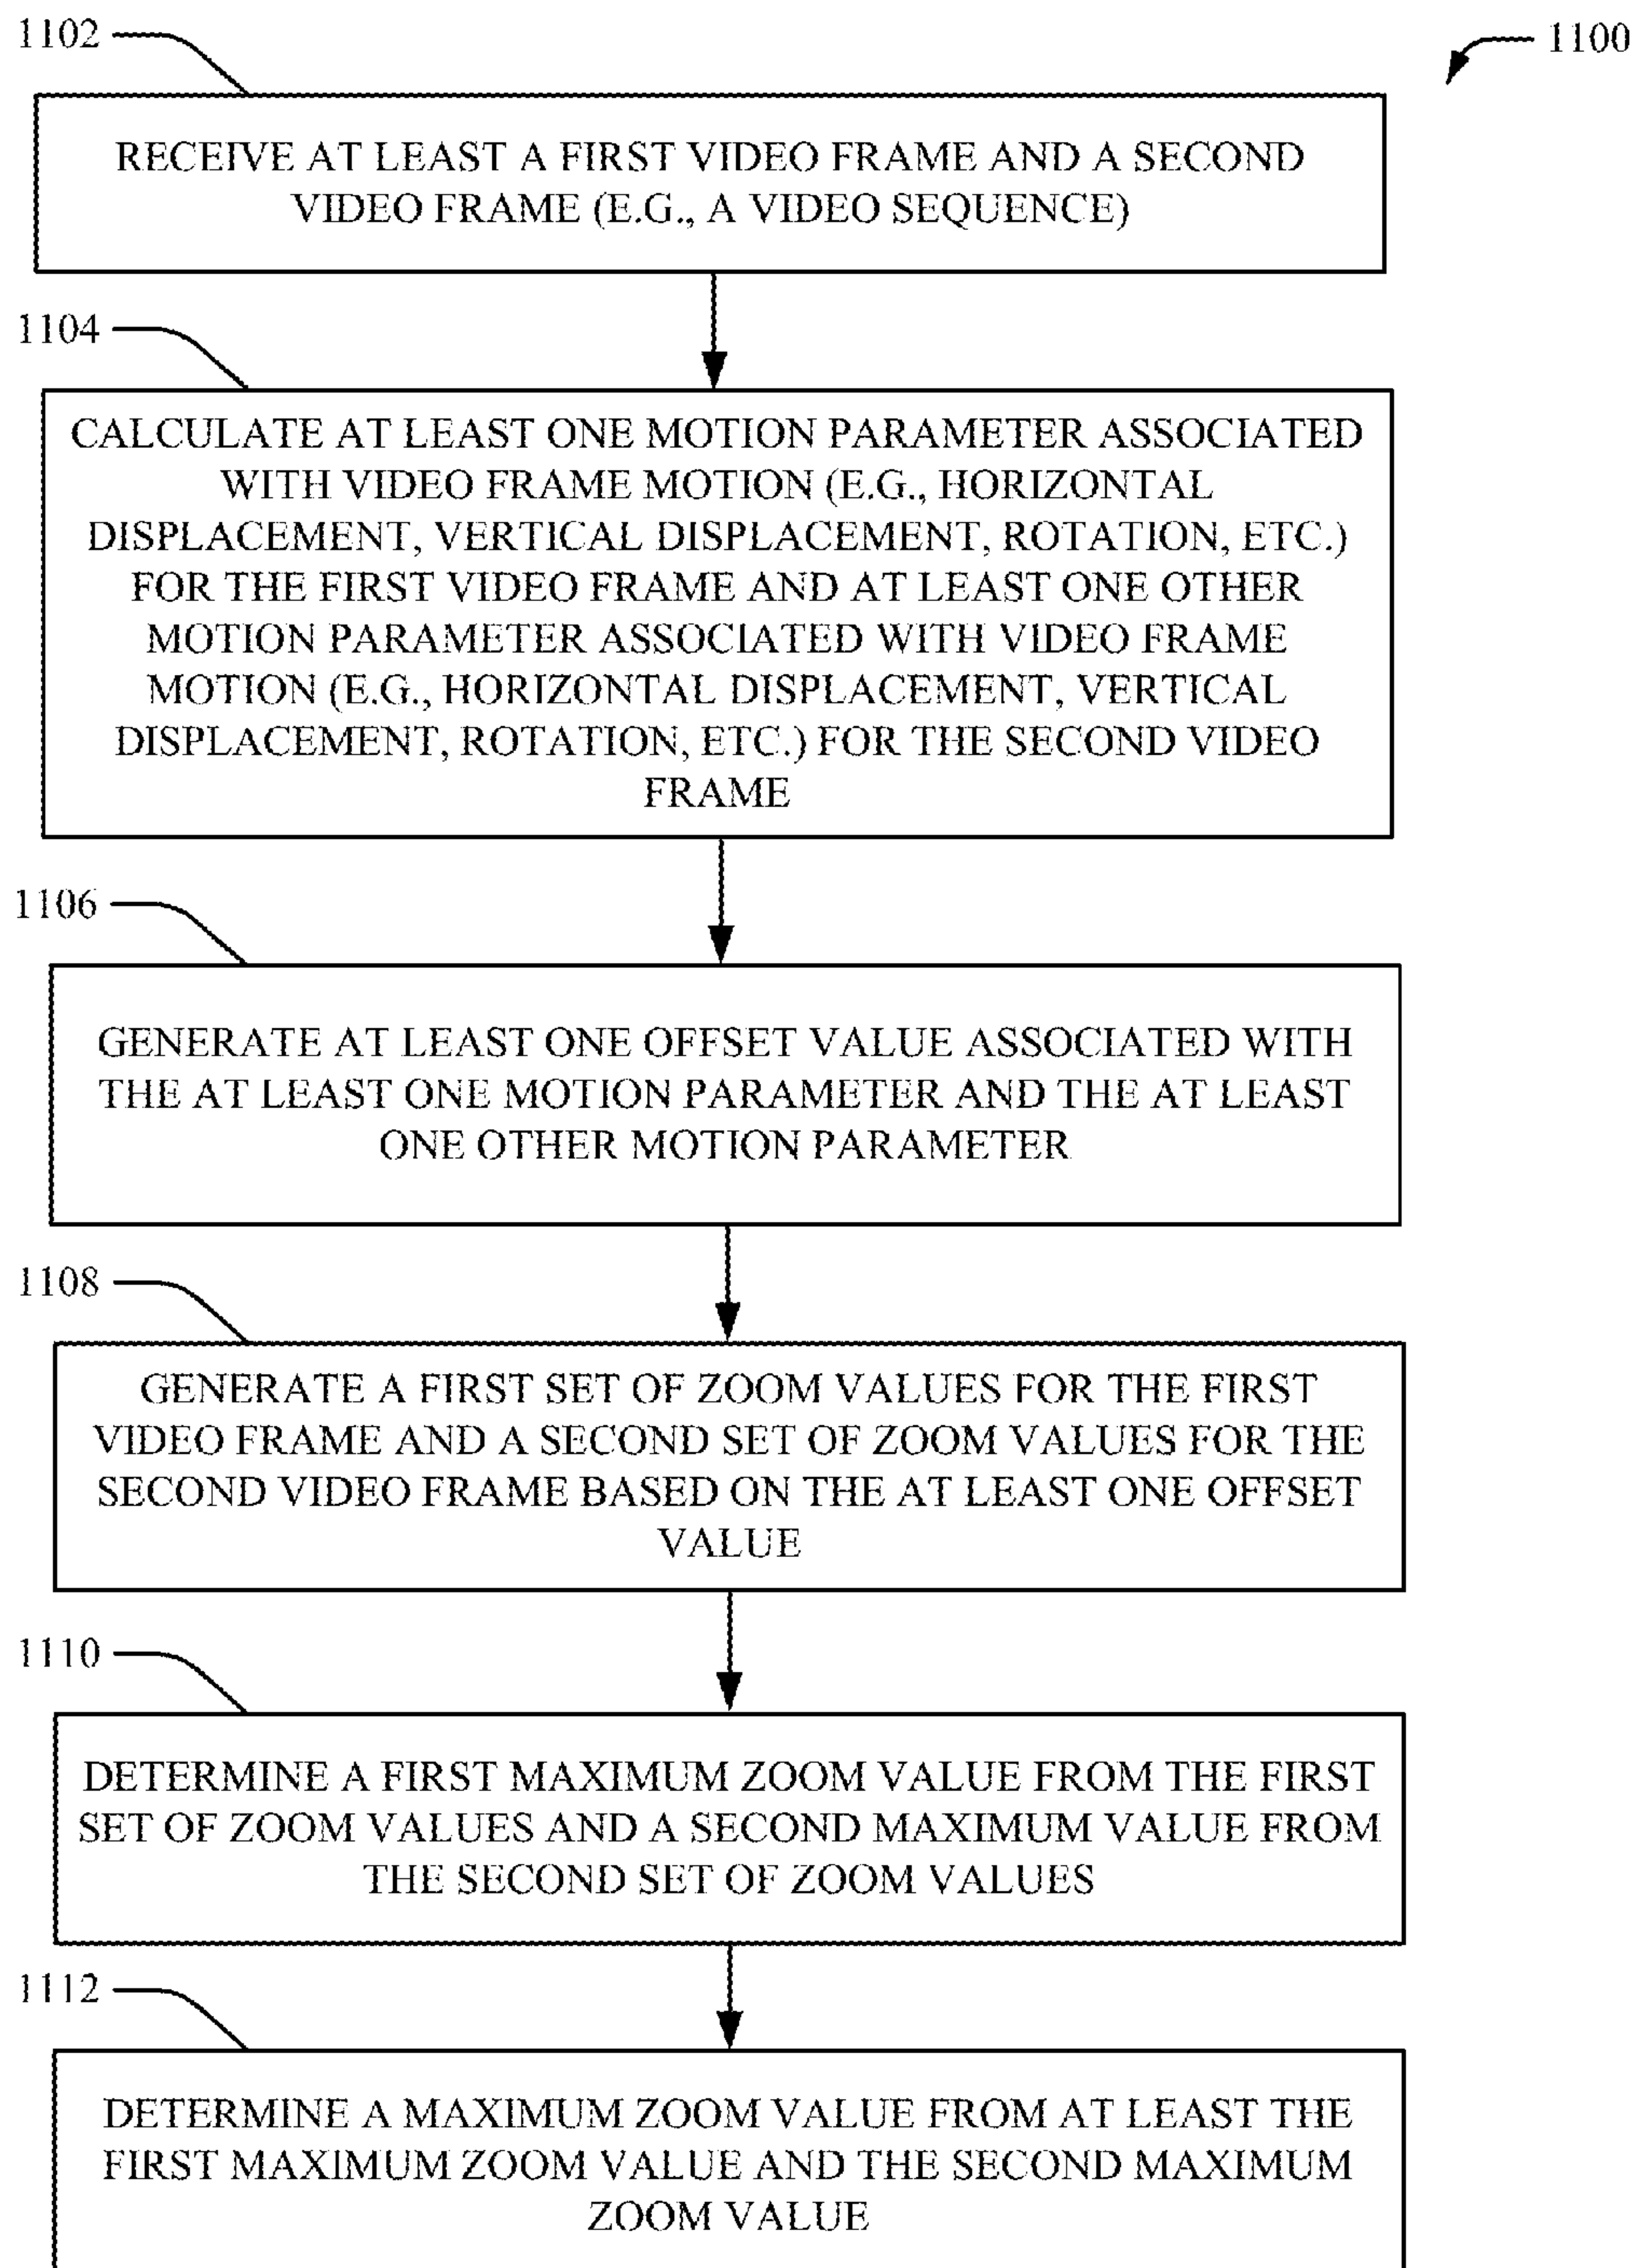 1102
1100
RECEIVE AT LEAST A FIRST VIDEO FRAME AND A SECOND
VIDEO FRAME (E.G., A VIDEO SEQUENCE)
1104
CALCULATE AT LEAST ONE MOTION PARAMETER ASSOCIATED
WITH VIDEO FRAME MOTION (E.G., HORIZONTAL
DISPLACEMENT, VERTICAL DISPLACEMENT, ROTATION, ETC.)
FOR THE FIRST VIDEO FRAME AND AT LEAST ONE OTHER
MOTION PARAMETER ASSOCIATED WITH VIDEO FRAME
MOTION (E.G., HORIZONTAL DISPLACEMENT, VERTICAL
DISPLACEMENT, ROTATION, ETC.) FOR THE SECOND VIDEO
FRAME
1106
GENERATE AT LEAST ONE OFFSET VALUE ASSOCIATED WITH
THE AT LEAST ONE MOTION PARAMETER AND THE AT LEAST
ONE OTHER MOTION PARAMETER
1108
GENERATE A FIRST SET OF ZOOM VALUES FOR THE FIRST
VIDEO FRAME AND A SECOND SET OF ZOOM VALUES FOR THE
SECOND VIDEO FRAME BASED ON THE AT LEAST ONE OFFSET
VALUE
1110
DETERMINE A FIRST MAXIMUM ZOOM VALUE FROM THE FIRST
SET OF ZOOM VALUES AND A SECOND MAXIMUM VALUE FROM
THE SECOND SET OF ZOOM VALUES
1112
DETERMINE A MAXIMUM ZOOM VALUE FROM AT LEAST THE
FIRST MAXIMUM ZOOM VALUE AND THE SECOND MAXIMUM
ZOOM VALUE